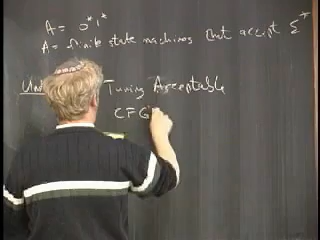 A = 0*1*
A = finite state machines that accept Σ*
Turing Acceptable
CFG